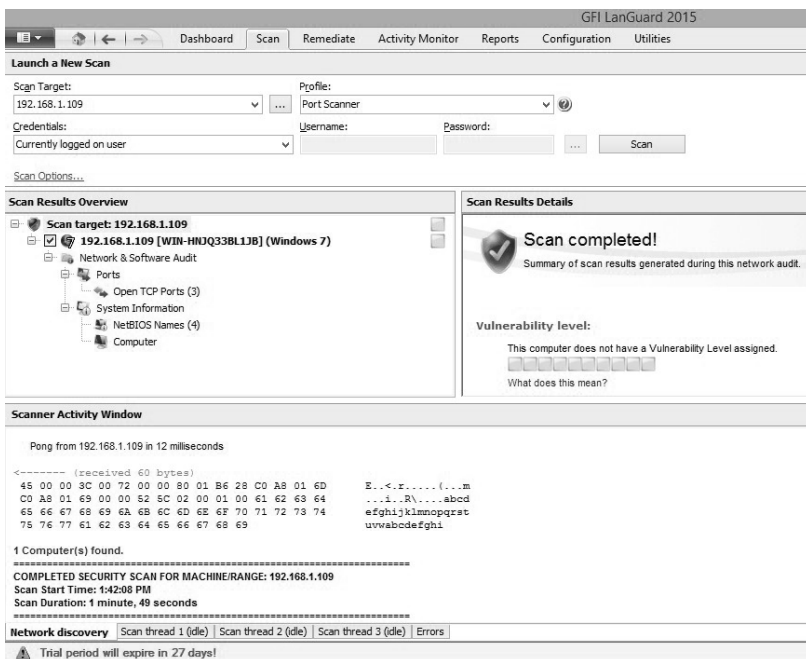 GFI LanGuard 2015
Dashboard Scan Remediate Activity Monitor Reports Configuration Utilities
Launch a New Scan
Scan Target:
Profile:
192.168.1.109
...
Port Scanner
Credentials:
Username:
Password:
Currently logged on user
...
Scan
Scan Options...
Scan Results Overview
Scan target: 192.168.1.109
192.168.1.109 [WIN-HNJQ33BL1JB] (Windows 7)
Network & Software Audit
Ports
Open TCP Ports (3)
System Information
NetBIOS Names (4)
Computer
Scan Results Details
Scan completed!
Summary of scan results generated during this network audit.
Vulnerability level:
This computer does not have a Vulnerability Level assigned.
What does this mean?
Scanner Activity Window
Pong from 192.168.1.109 in 12 milliseconds
<------- (received 60 bytes)
45 00 00 3C 00 72 00 00 80 01 B6 28 C0 A8 01 6D E..<.r.....(...m
C0 A8 01 69 00 00 52 5C 02 00 01 00 61 62 63 64 ...i..R\....abcd
65 66 67 68 69 6A 6B 6C 6D 6E 6F 70 71 72 73 74 efghijklmnopqrst
75 76 77 61 62 63 64 65 66 67 68 69 uvwabcdefghi
1 Computer(s) found.
COMPLETED SECURITY SCAN FOR MACHINE/RANGE: 192.168.1.109
Scan Start Time: 1:42:08 PM
Scan Duration: 1 minute, 49 seconds
Network discovery Scan thread 1 (idle) Scan thread 2 (idle) Scan thread 3 (idle) Errors
Trial period will expire in 27 days!